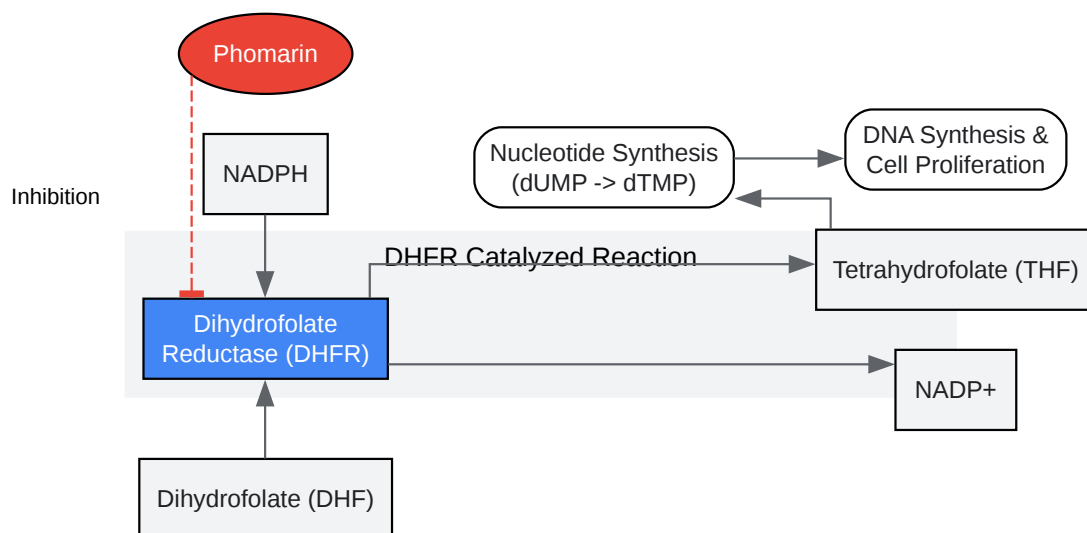 Phomarin
NADPH
Nucleotide Synthesis
(dUMP -> dTMP)
DNA Synthesis &
Cell Proliferation
Inhibition
DHFR Catalyzed Reaction
Tetrahydrofolate (THF)
Dihydrofolate
Reductase (DHFR)
NADP+
Dihydrofolate (DHF)